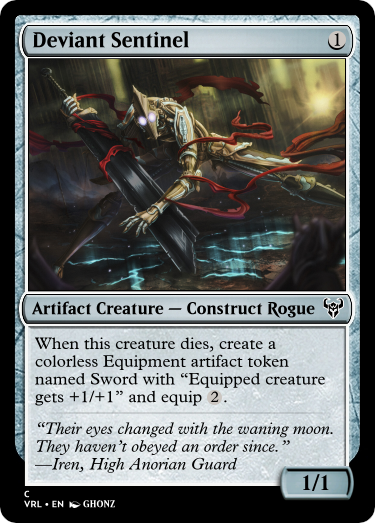 Deviant Sentinel 1
Artifact Creature — Construct Rogue
When this creature dies, create a
colorless Equipment artifact token
named Sword with “Equipped creature
gets +1/+1” and equip 2.
“Their eyes changed with the waning moon.
They haven’t obeyed an order since.”
—Iren, High Anorian Guard
1/1
C
VRL • EN GHONZ